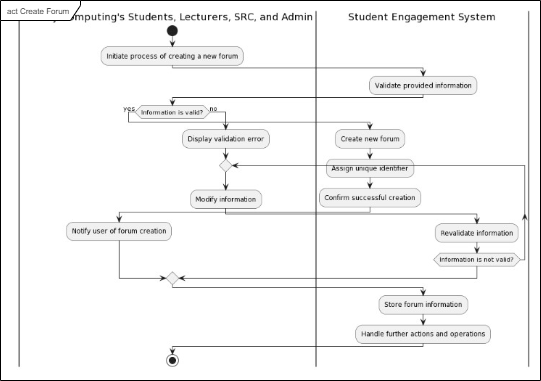 act Create Forum
Computing's Students, Lecturers, SRC, and Admin
Student Engagement System
Initiate process of creating a new forum
Validate provided information
yes
Information is valid?
no
Display validation error
Create new forum
Assign unique identifier
Modify information
Confirm successful creation
Notify user of forum creation
Revalidate information
Information is not valid?
Store forum information
Handle further actions and operations